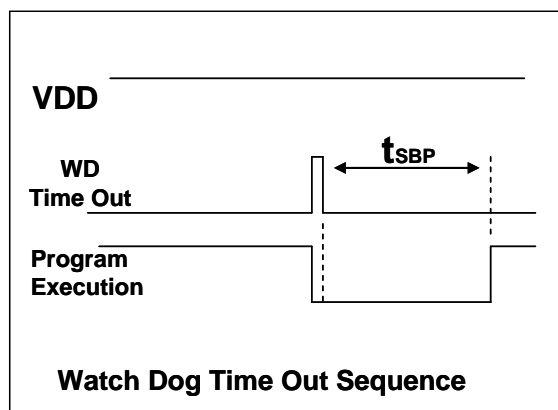 VDD
tSBP
WD
Time Out
Program
Execution
Watch Dog Time Out Sequence